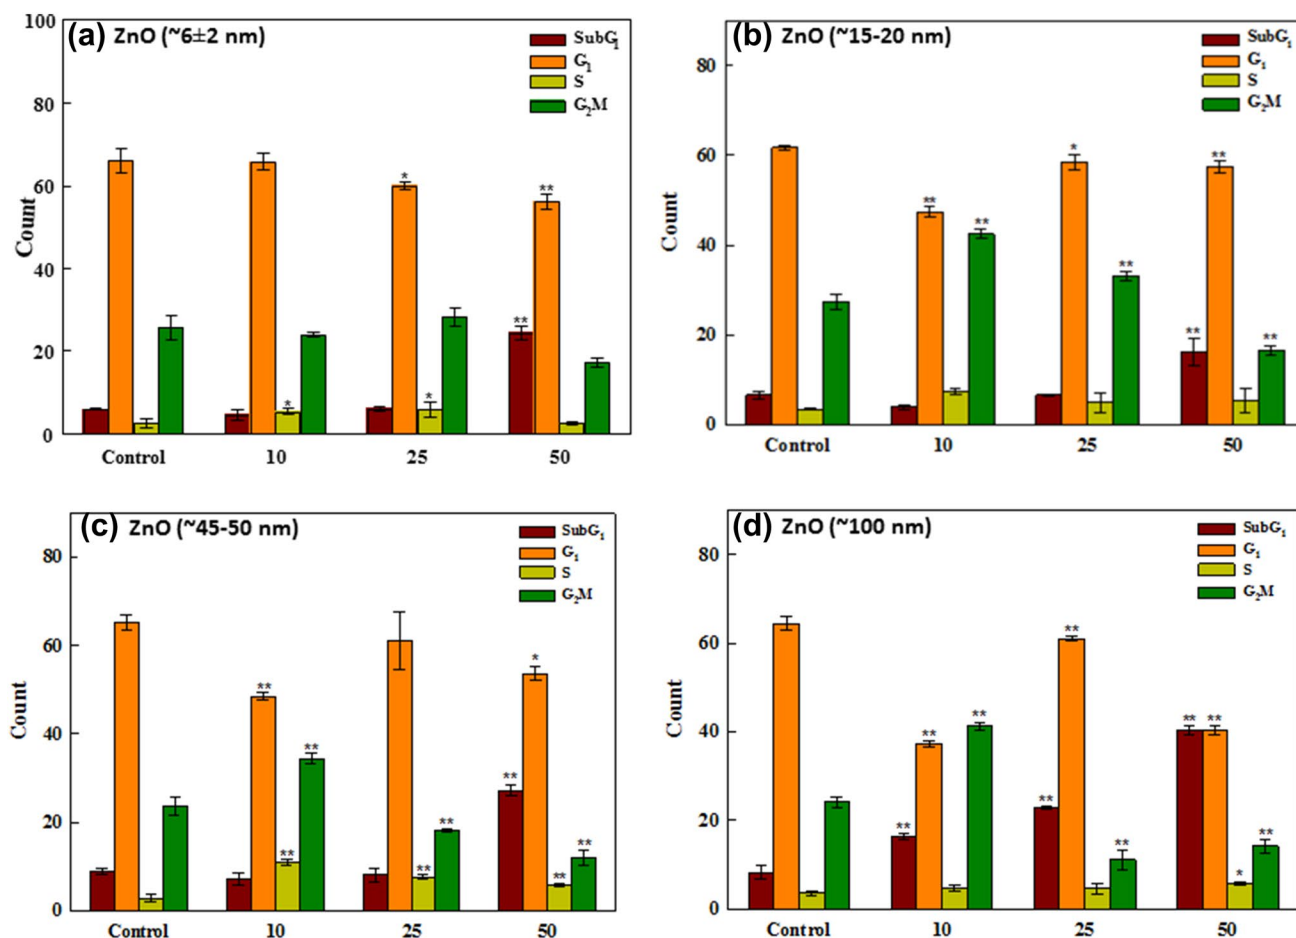 (a) ZnO (~6±2 nm)
SubG1
G1
S
G2M
100
80
60
40
20
0
Count
* ** ** * *
Control 10 25 50
(b) ZnO (~15-20 nm)
SubG1
G1
S
G2M
80
60
40
20
0
Count
** ** * ** ** ** **
Control 10 25 50
(c) ZnO (~45-50 nm)
SubG1
G1
S
G2M
80
60
40
20
0
Count
** ** ** ** ** ** * ** **
Control 10 25 50
(d) ZnO (~100 nm)
SubG1
G1
S
G2M
80
60
40
20
0
Count
** ** ** ** ** ** ** ** * **
Control 10 25 50